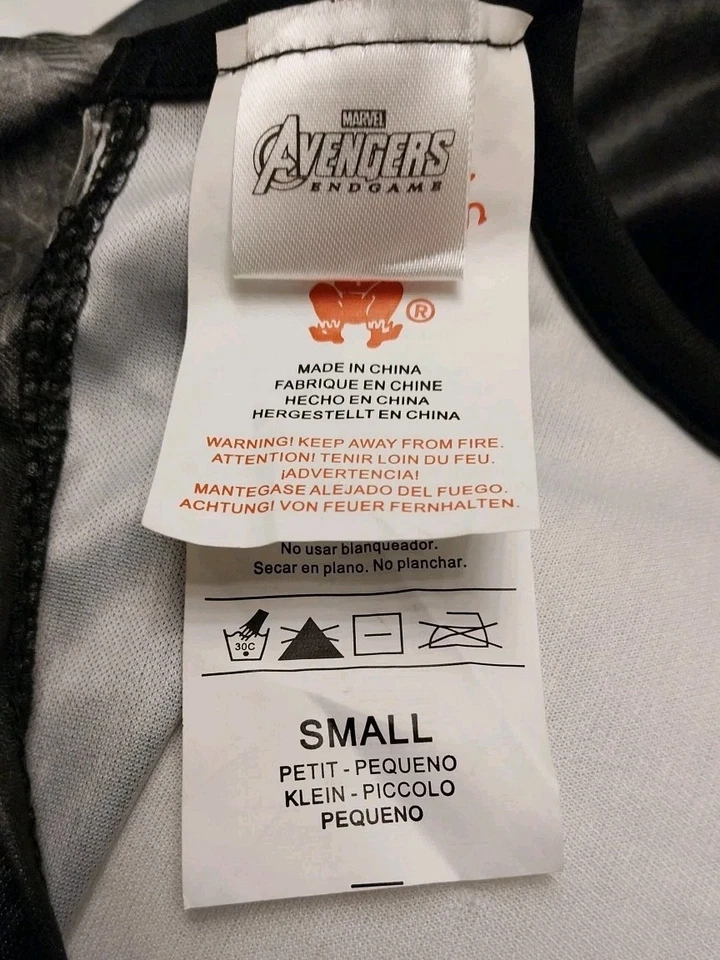 MARVEL
AVENGERS
ENDGAME
®
MADE IN CHINA
FABRIQUE EN CHINE
HECHO EN CHINA
HERGESTELLT EN CHINA
WARNING! KEEP AWAY FROM FIRE.
ATTENTION! TENIR LOIN DU FEU.
¡ADVERTENCIA!
MANTEGASE ALEJADO DEL FUEGO.
ACHTUNG! VON FEUER FERNHALTEN.
No usar blanqueador.
Secar en plano. No planchar.
30C
SMALL
PETIT - PEQUENO
KLEIN - PICCOLO
PEQUENO